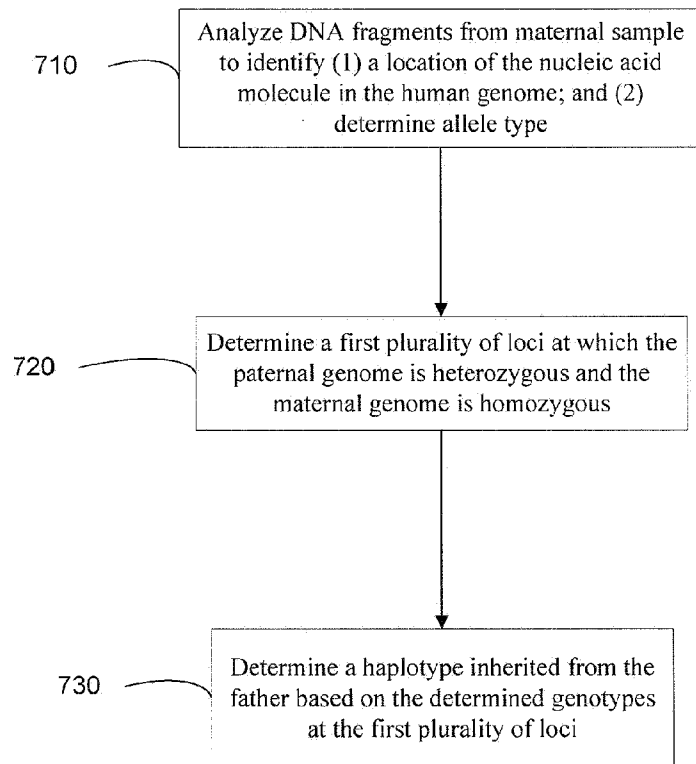 710
Analyze DNA fragments from maternal sample
to identify (1) a location of the nucleic acid
molecule in the human genome; and (2)
determine allele type
720
Determine a first plurality of loci at which the
paternal genome is heterozygous and the
maternal genome is homozygous
730
Determine a haplotype inherited from the
father based on the determined genotypes
at the first plurality of loci